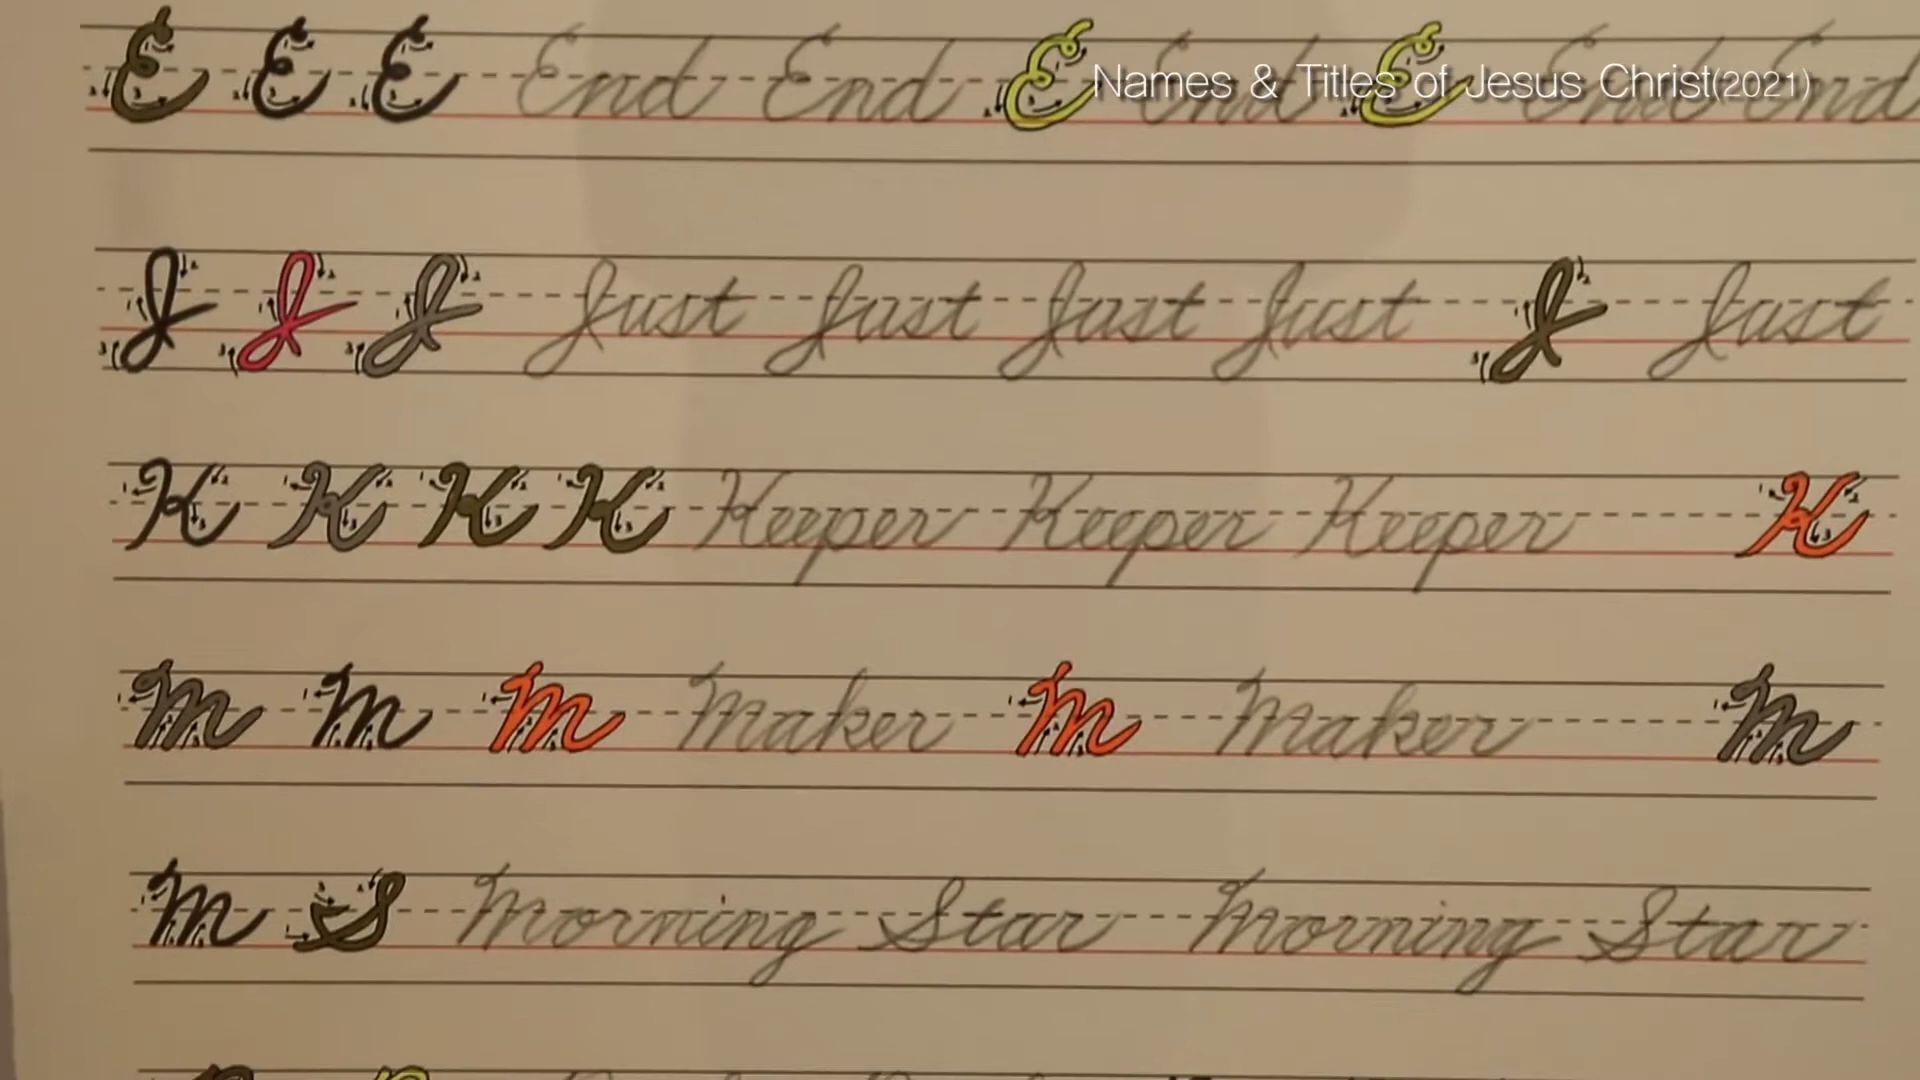 E E E End End E End E End End
Names & Titles of Jesus Christ(2021)
J J J Just Just Just Just J Just
K K K K Keeper Keeper Keeper K
M M M Maker M Maker M
M S Morning Star Morning Star